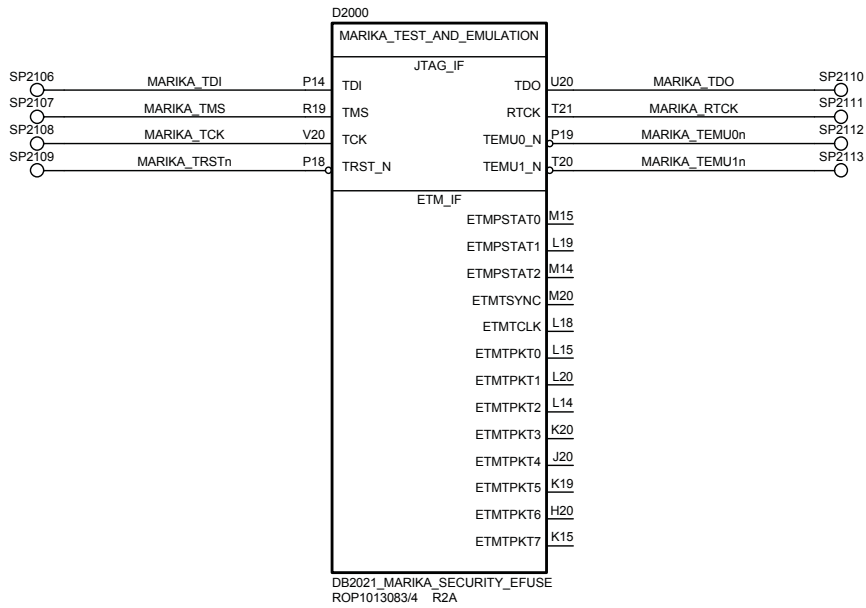 D2000
MARIKA_TEST_AND_EMULATION
JTAG_IF
SP2106 MARIKA_TDI P14 TDI TDO U20 MARIKA_TDO SP2110
SP2107 MARIKA_TMS R19 TMS RTCK T21 MARIKA_RTCK SP2111
SP2108 MARIKA_TCK V20 TCK TEMU0_N P19 MARIKA_TEMU0n SP2112
SP2109 MARIKA_TRSTn P18 TRST_N TEMU1_N T20 MARIKA_TEMU1n SP2113
ETM_IF
ETMPSTAT0 M15
ETMPSTAT1 L19
ETMPSTAT2 M14
ETMTSYNC M20
ETMTCLK L18
ETMTPKT0 L15
ETMTPKT1 L20
ETMTPKT2 L14
ETMTPKT3 K20
ETMTPKT4 J20
ETMTPKT5 K19
ETMTPKT6 H20
ETMTPKT7 K15
DB2021_MARIKA_SECURITY_EFUSE
ROP1013083/4 R2A